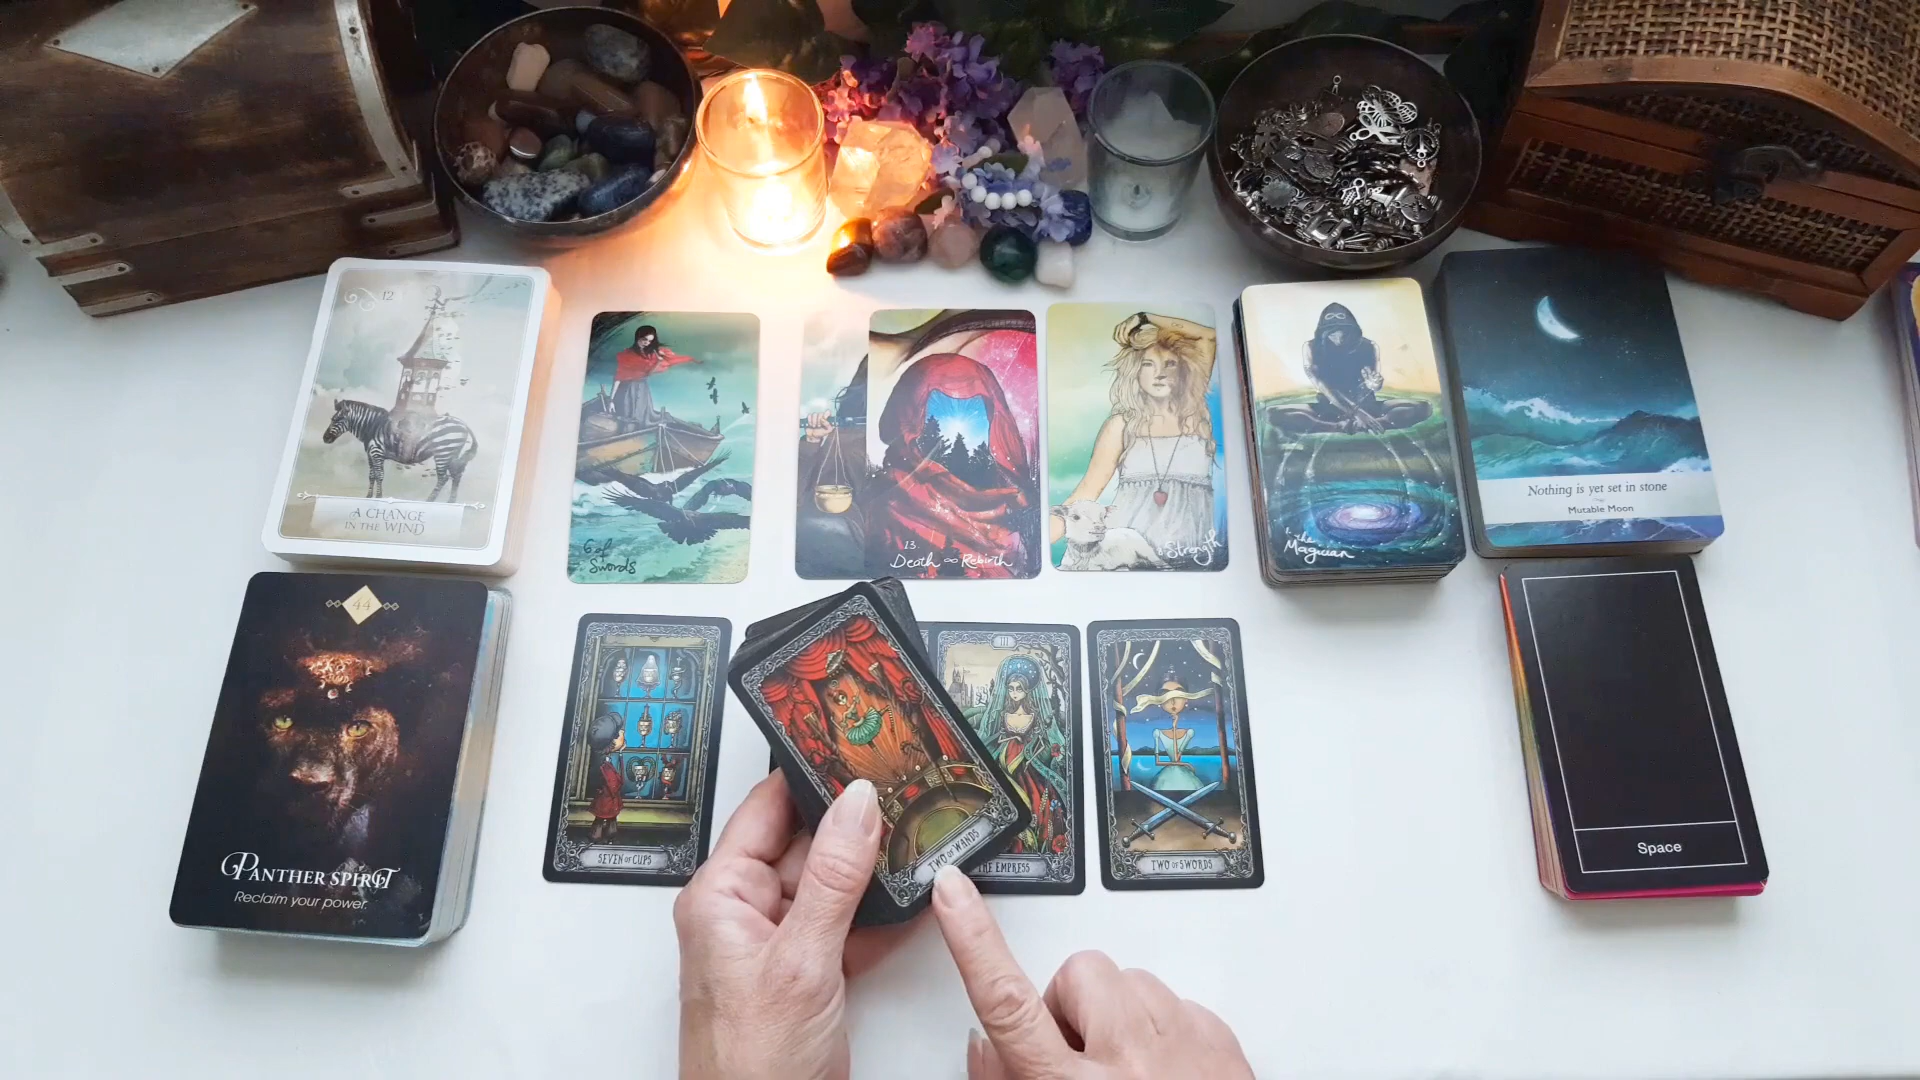 12
A CHANGE
IN THE WIND
6 of
Swords
13.
Death ∞ Rebirth
8 Strength
the
Magician
Nothing is yet set in stone
Mutable Moon
44
PANTHER SPIRIT
Reclaim your power.
SEVEN OF CUPS
TWO OF WANDS
III
THE EMPRESS
TWO OF SWORDS
Space